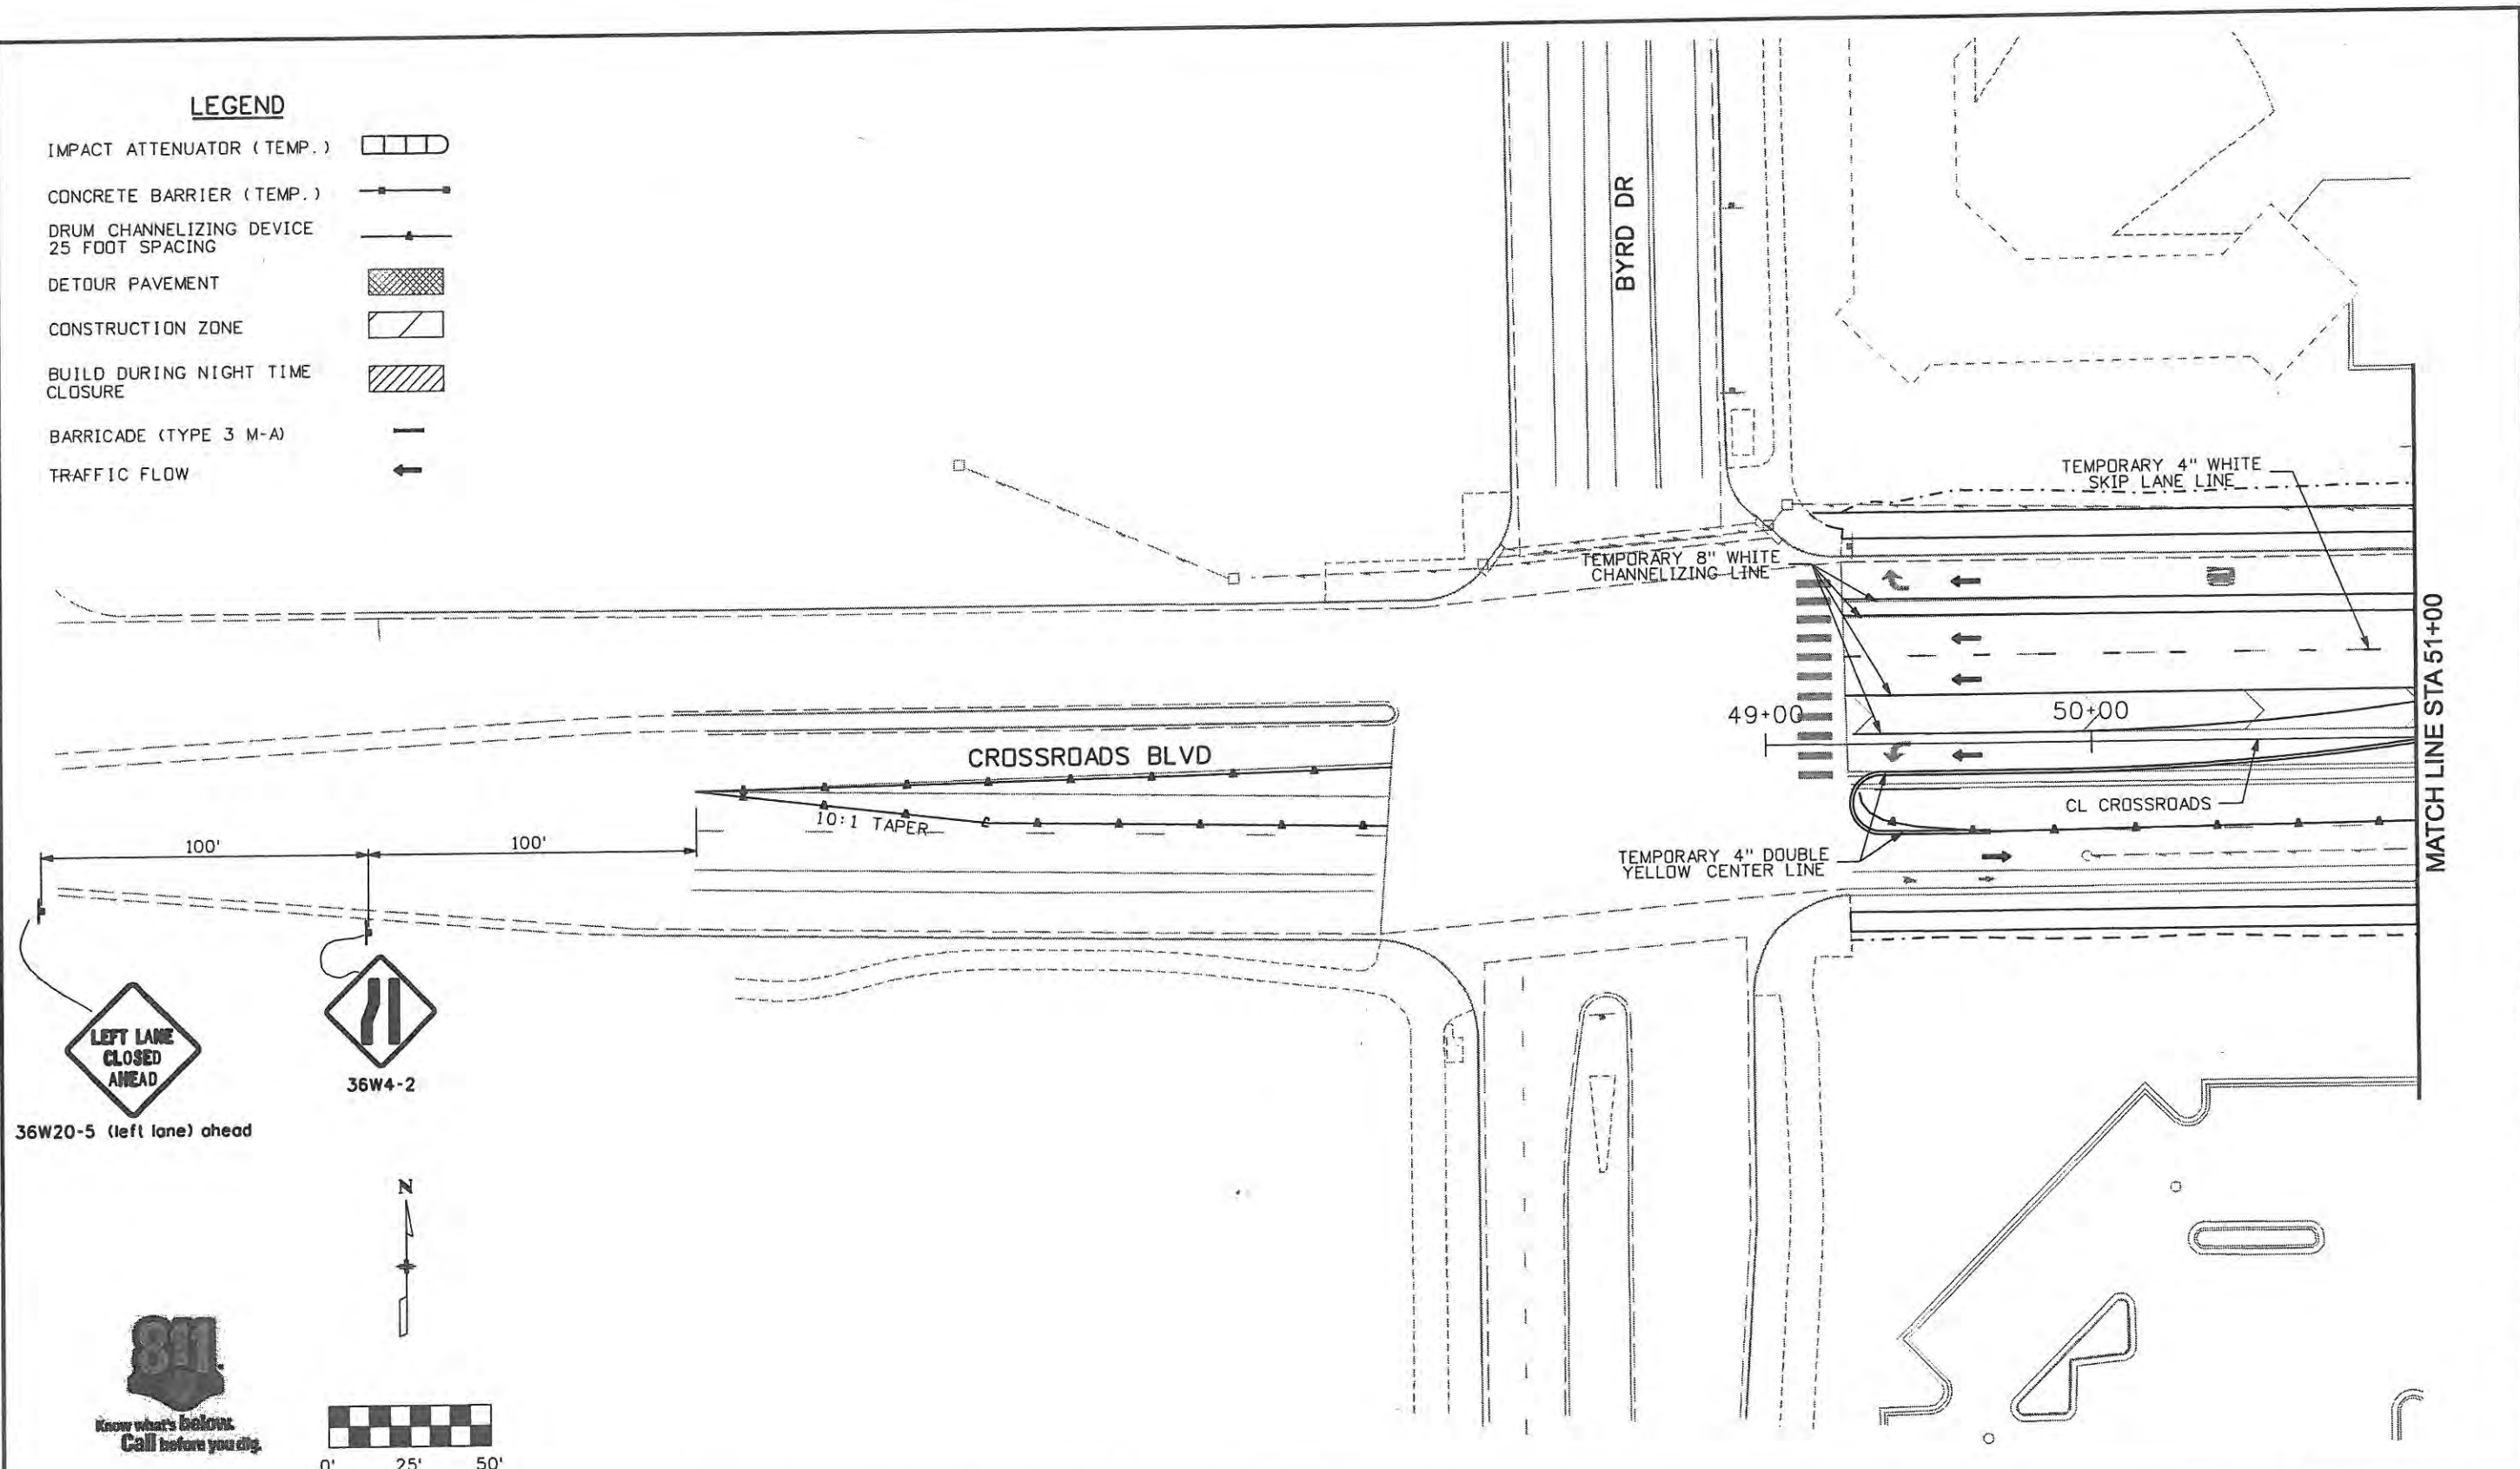 LEGEND
IMPACT ATTENUATOR (TEMP.)
CONCRETE BARRIER (TEMP.)
DRUM CHANNELIZING DEVICE
25 FOOT SPACING
DETOUR PAVEMENT
CONSTRUCTION ZONE
BUILD DURING NIGHT TIME
CLOSURE
BARRICADE (TYPE 3 M-A)
TRAFFIC FLOW
BYRD DR
TEMPORARY 4" WHITE
SKIP LANE LINE
TEMPORARY 8" WHITE
CHANNELIZING LINE
MATCH LINE STA 51+00
49+00
50+00
CROSSROADS BLVD
CL CROSSROADS
10:1 TAPER
100'
100'
TEMPORARY 4" DOUBLE
YELLOW CENTER LINE
LEFT LANE
CLOSED
AHEAD
36W4-2
36W20-5 (left lane) ahead
N
811
Know what's below.
Call before you dig.
0' 25' 50'